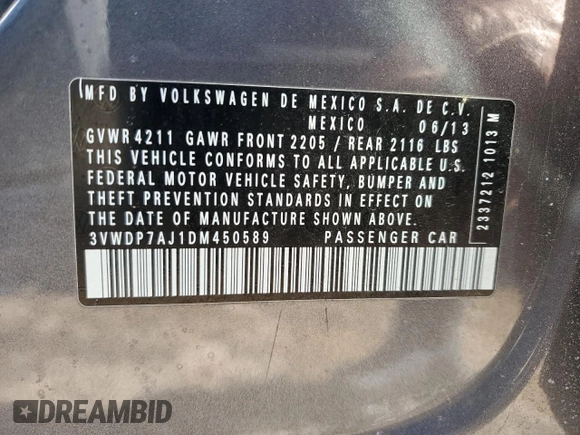 MFD BY VOLKSWAGEN DE MEXICO S.A. DE C.V.
MEXICO 06/13
GVWR 4211 GAWR FRONT 2205 / REAR 2116 LBS
THIS VEHICLE CONFORMS TO ALL APPLICABLE U.S.
FEDERAL MOTOR VEHICLE SAFETY, BUMPER AND
THEFT PREVENTION STANDARDS IN EFFECT ON
THE DATE OF MANUFACTURE SHOWN ABOVE.
3VWDP7AJ1DM450589 PASSENGER CAR
2337212 1013 M
DREAMBID